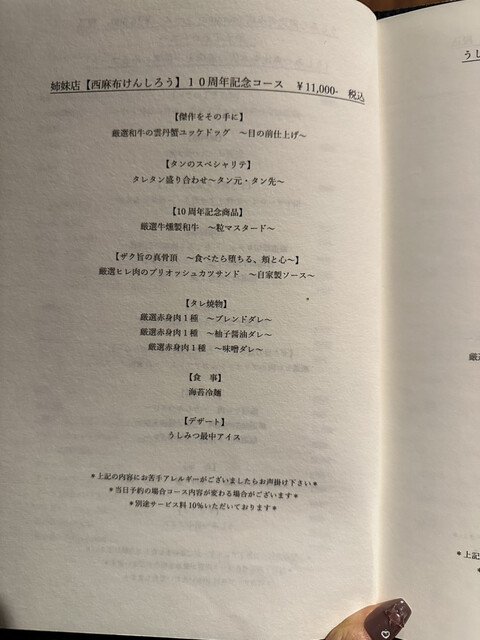 姉妹店【西麻布けんしろう】１０周年記念コース ￥11,000- 税込
【傑作をその手に】
厳選和牛の雲丹蟹ユッケドッグ ～目の前仕上げ～
【タンのスペシャリテ】
タレタン盛り合わせ～タン元・タン先～
【10周年記念商品】
厳選牛燻製和牛 ～粒マスタード～
【ザク旨の真骨頂 ～食べたら堕ちる、頬と心～】
厳選ヒレ肉のブリオッシュカツサンド ～自家製ソース～
【タレ焼物】
厳選赤身肉１種 ～ブレンドダレ～
厳選赤身肉１種 ～柚子醤油ダレ～
厳選赤身肉１種 ～味噌ダレ～
【食 事】
海苔冷麺
【デザート】
うしみつ最中アイス
＊上記の内容にお苦手アレルギーがございましたらお声掛け下さい＊
＊当日予約の場合コース内容が変わる場合がございます＊
＊別途サービス料10%いただいております＊
うし
厳選
＊上記